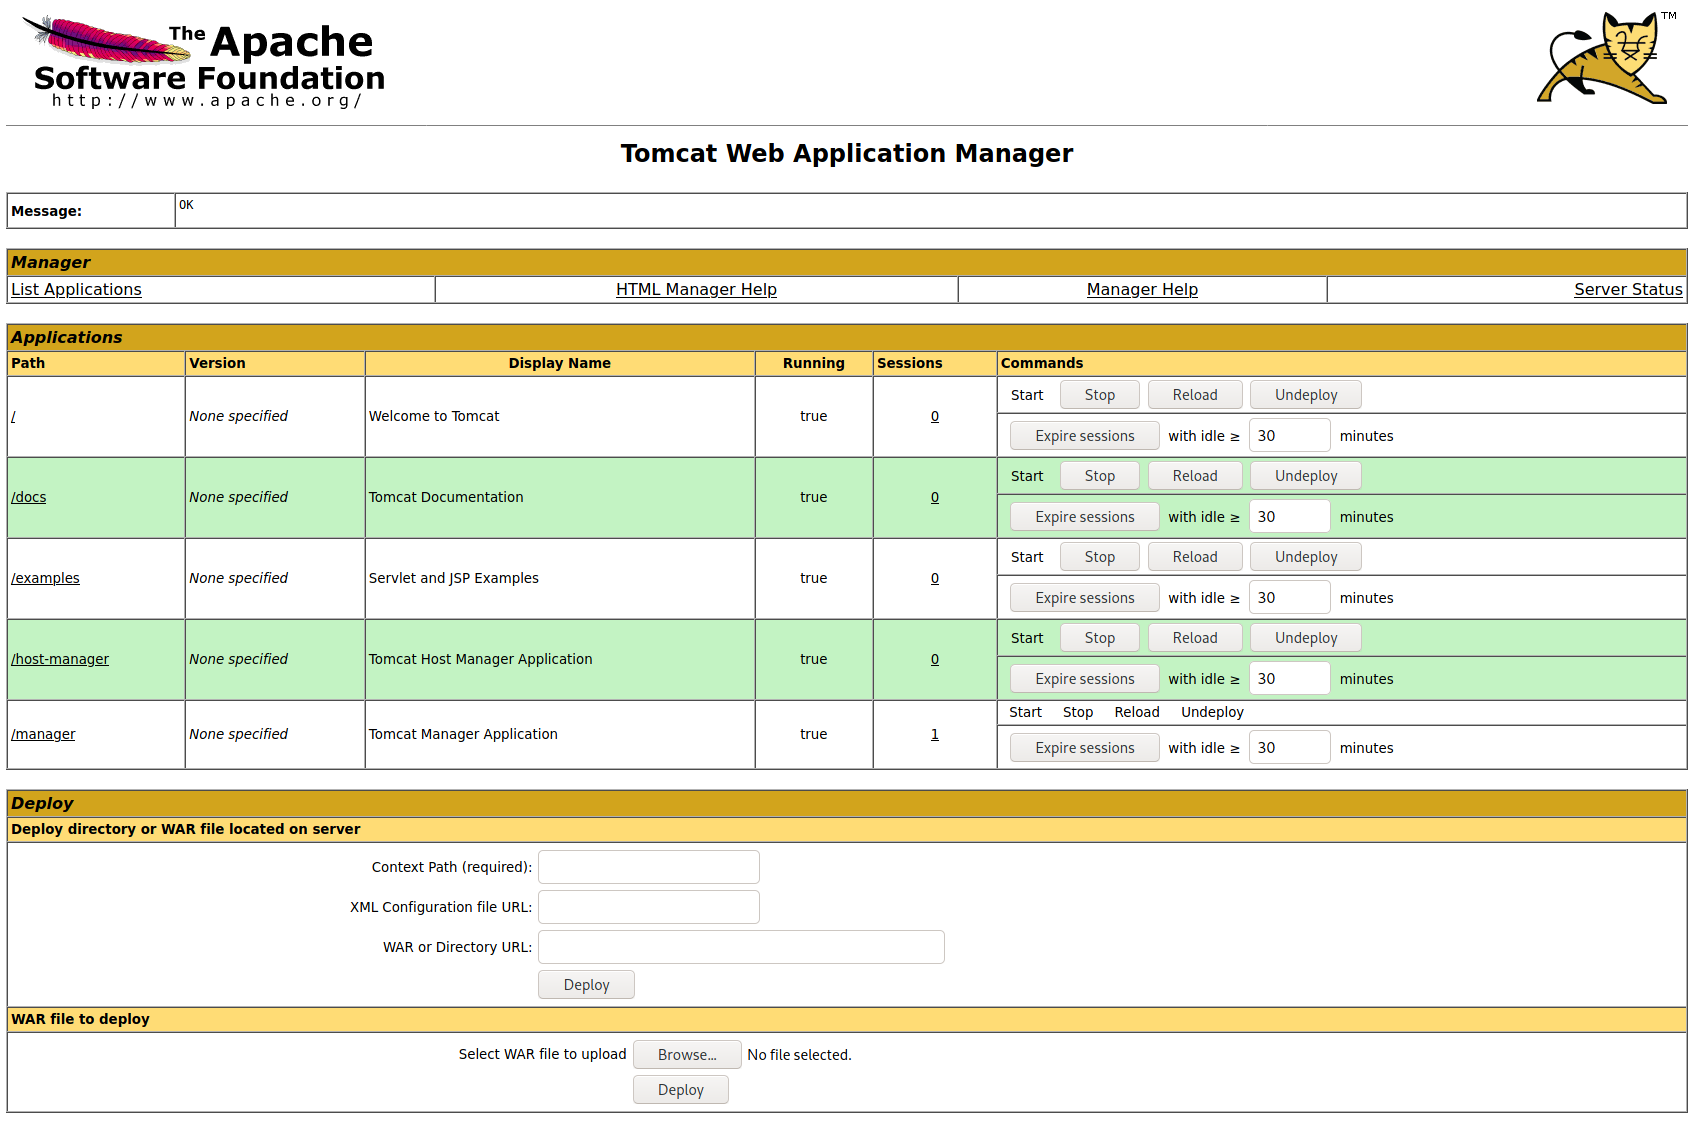 The Apache
Software Foundation
http://www.apache.org/
TM
Tomcat Web Application Manager
Message: OK
Manager
List Applications HTML Manager Help Manager Help Server Status
Applications
Path Version Display Name Running Sessions Commands
/ None specified Welcome to Tomcat true 0 Start Stop Reload Undeploy
Expire sessions with idle ≥ 30 minutes
/docs None specified Tomcat Documentation true 0 Start Stop Reload Undeploy
Expire sessions with idle ≥ 30 minutes
/examples None specified Servlet and JSP Examples true 0 Start Stop Reload Undeploy
Expire sessions with idle ≥ 30 minutes
/host-manager None specified Tomcat Host Manager Application true 0 Start Stop Reload Undeploy
Expire sessions with idle ≥ 30 minutes
/manager None specified Tomcat Manager Application true 1 Start Stop Reload Undeploy
Expire sessions with idle ≥ 30 minutes
Deploy
Deploy directory or WAR file located on server
Context Path (required):
XML Configuration file URL:
WAR or Directory URL:
Deploy
WAR file to deploy
Select WAR file to upload Browse... No file selected.
Deploy